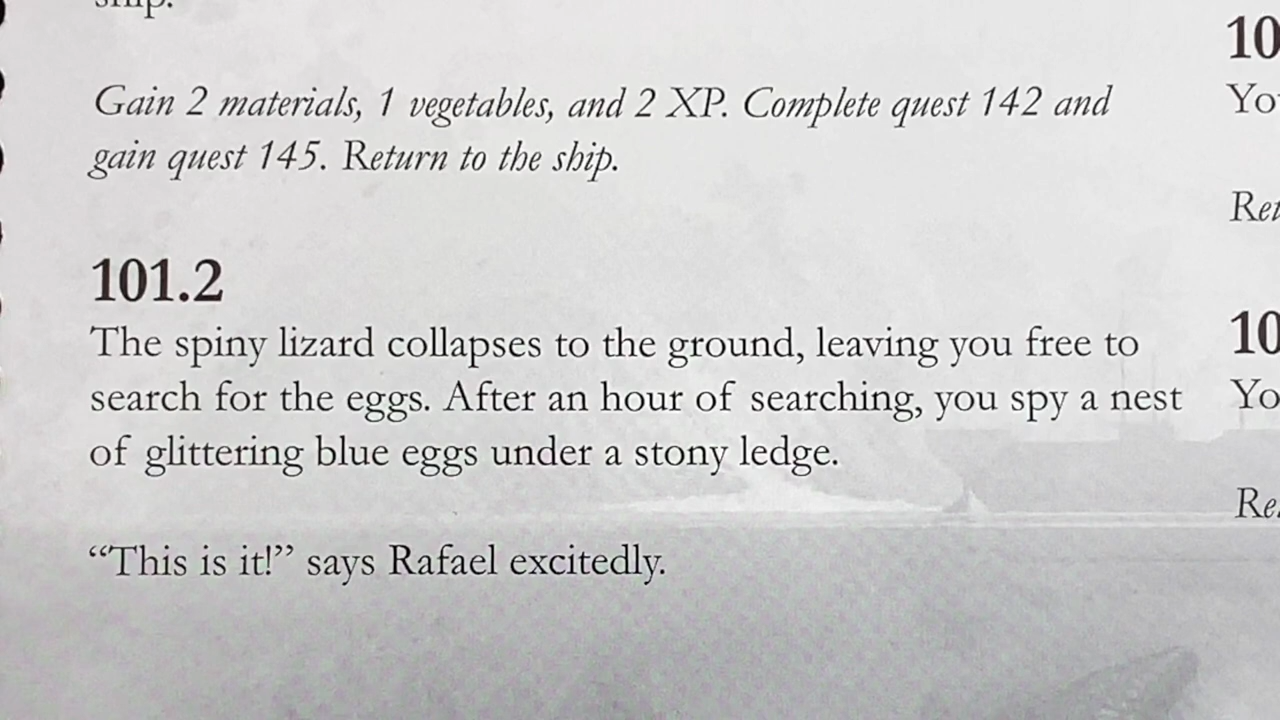 ship.
Gain 2 materials, 1 vegetables, and 2 XP. Complete quest 142 and
gain quest 145. Return to the ship.
101.2
The spiny lizard collapses to the ground, leaving you free to
search for the eggs. After an hour of searching, you spy a nest
of glittering blue eggs under a stony ledge.
“This is it!” says Rafael excitedly.